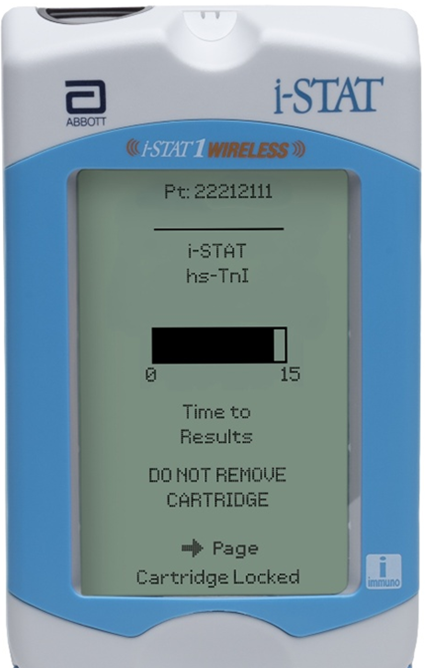 ABBOTT
i-STAT
i-STAT 1 WIRELESS
Pt: 22212111
i-STAT
hs-TnI
0 15
Time to
Results
DO NOT REMOVE
CARTRIDGE
➔ Page
Cartridge Locked
i
immuno